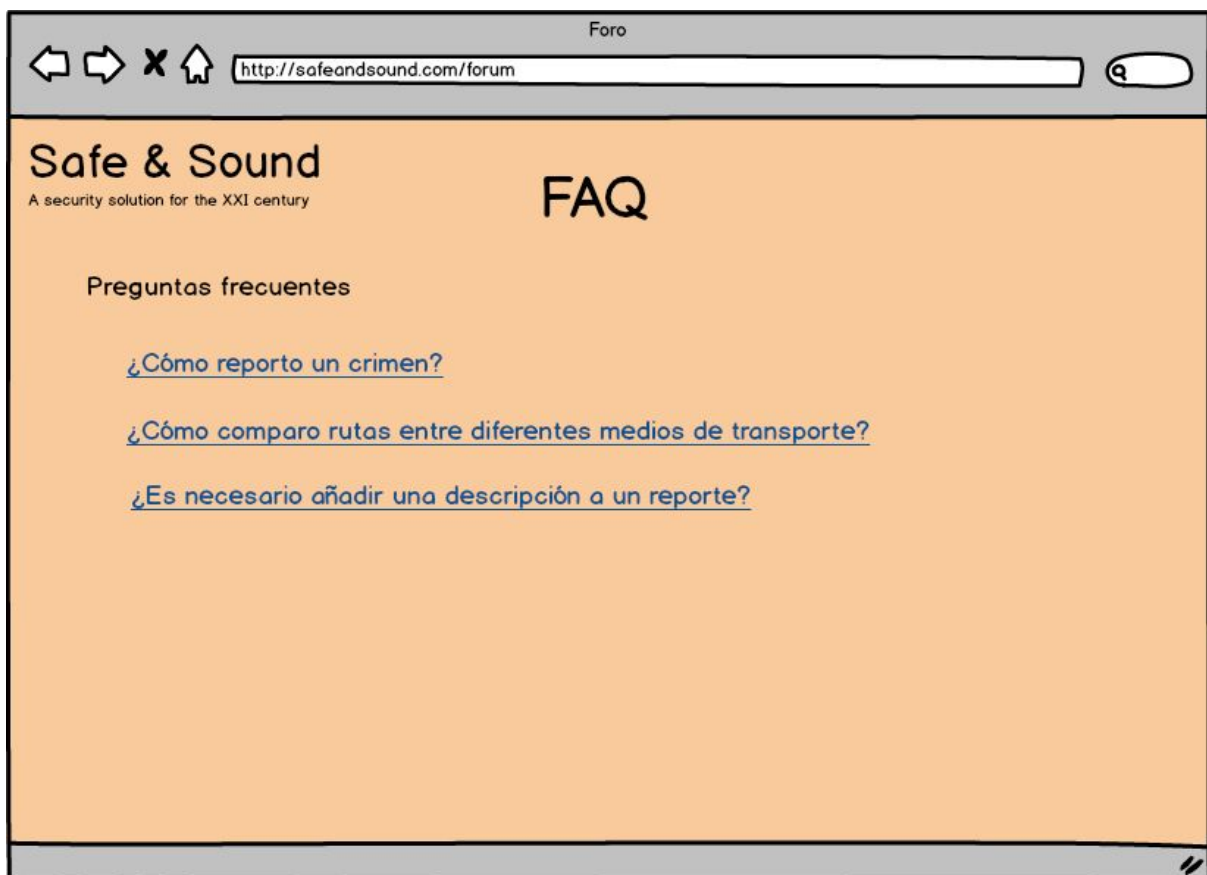 Foro
http://safeandsound.com/forum
Safe & Sound
A security solution for the XXI century
FAQ
Preguntas frecuentes
¿Cómo reporto un crimen?
¿Cómo comparo rutas entre diferentes medios de transporte?
¿Es necesario añadir una descripción a un reporte?